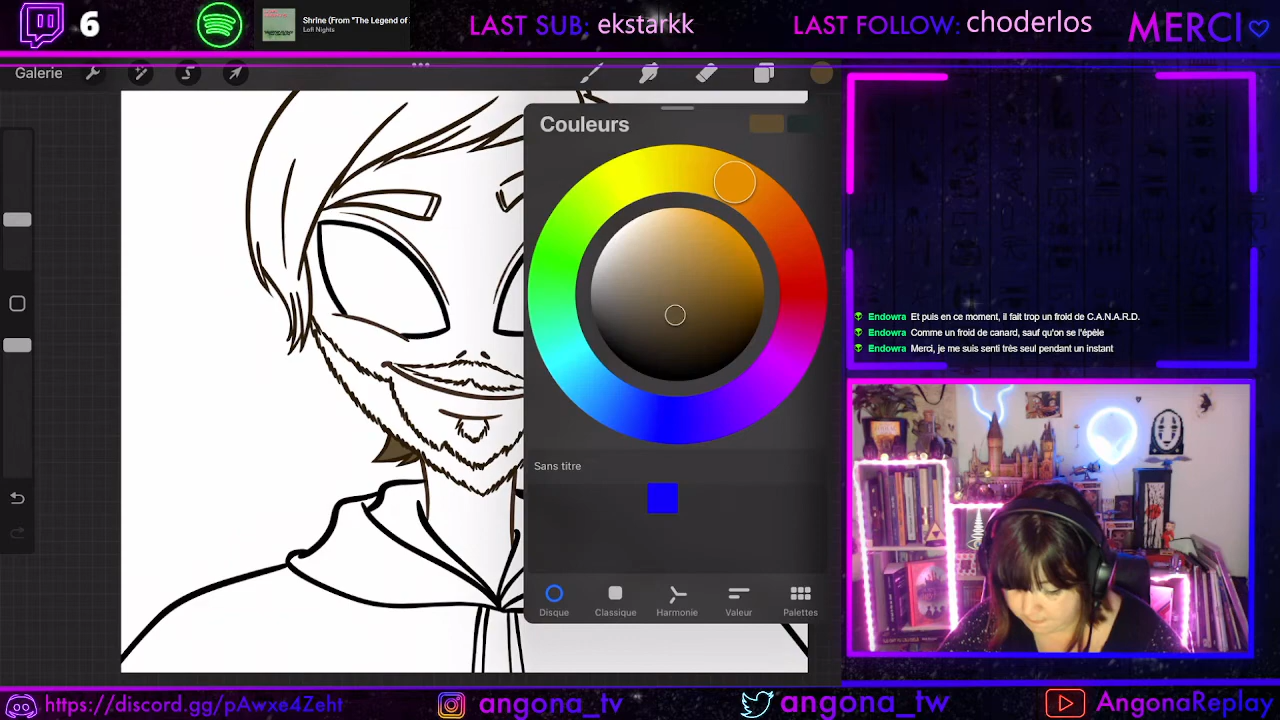 6
Shrine (From "The Legend of
Lofi Nights
LAST SUB: ekstarkk
LAST FOLLOW: choderlos
MERCI
Galerie
Couleurs
Endowra Et puis en ce moment, il fait trop un froid de C.A.N.A.R.D.
Endowra Comme un froid de canard, sauf qu'on se l'épèle
Endowra Merci, je me suis senti très seul pendant un instant
Sans titre
Disque
Classique
Harmonie
Valeur
Palettes
https://discord.gg/pAwxe4Zeht
angona_tv
angona_tw
AngonaReplay